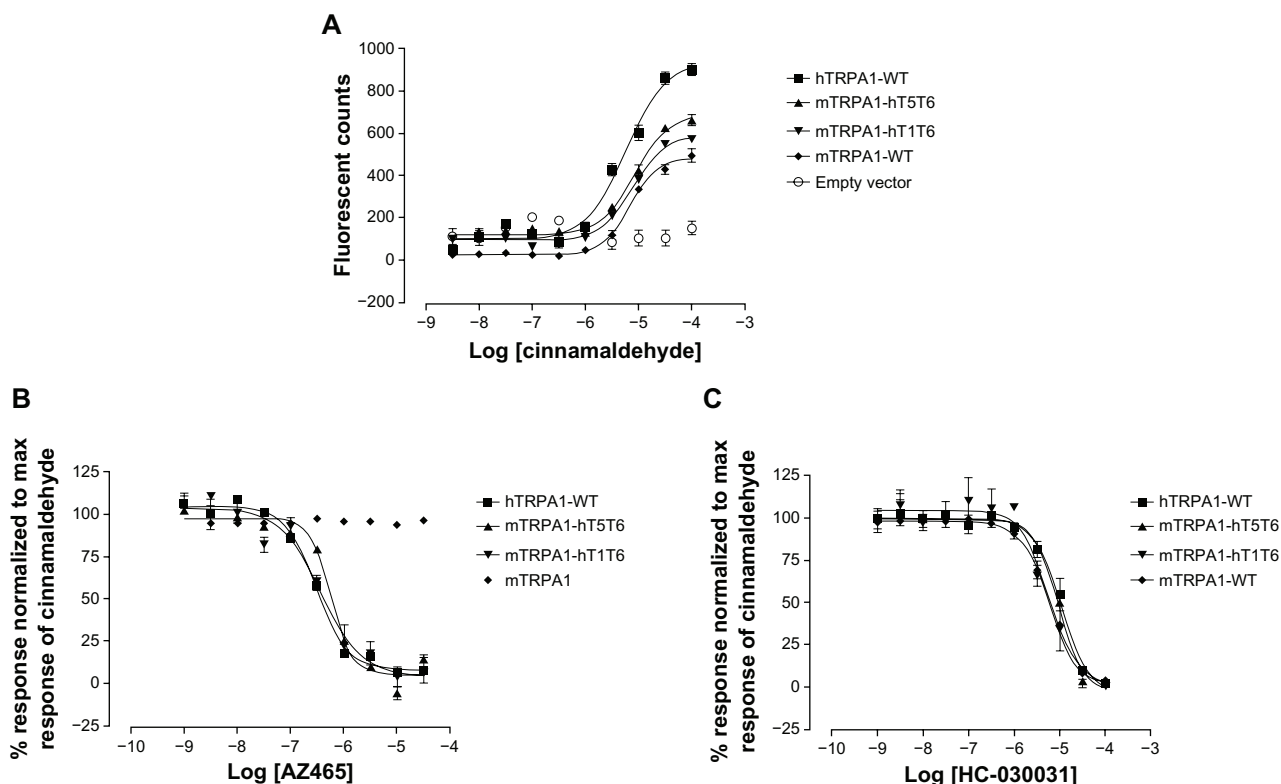 A
Fluorescent counts
1000
800
600
400
200
0
−200
−9
−8
−7
−6
−5
−4
−3
Log [cinnamaldehyde]
hTRPA1-WT
mTRPA1-hT5T6
mTRPA1-hT1T6
mTRPA1-WT
Empty vector
B
% response normalized to max
response of cinnamaldehyde
125
100
75
50
25
0
−25
−10
−9
−8
−7
−6
−5
−4
Log [AZ465]
hTRPA1-WT
mTRPA1-hT5T6
mTRPA1-hT1T6
mTRPA1
C
% response normalized to max
response of cinnamaldehyde
125
100
75
50
25
0
−25
−10
−9
−8
−7
−6
−5
−4
−3
Log [HC-030031]
hTRPA1-WT
mTRPA1-hT5T6
mTRPA1-hT1T6
mTRPA1-WT